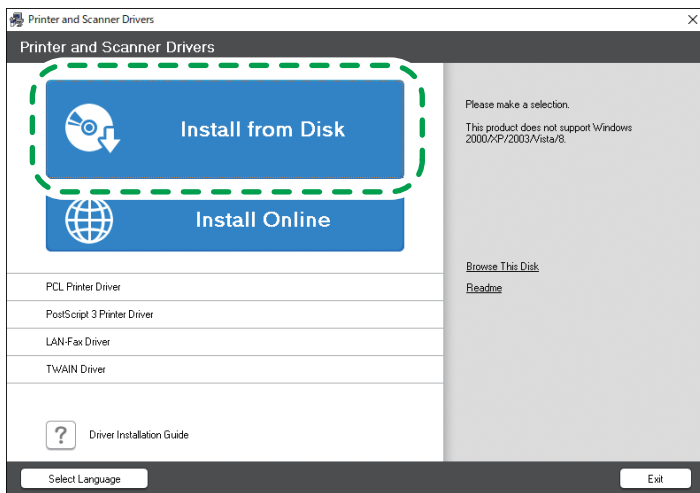 Printer and Scanner Drivers
Printer and Scanner Drivers
Install from Disk
Install Online
PCL Printer Driver
PostScript 3 Printer Driver
LAN-Fax Driver
TWAIN Driver
? Driver Installation Guide
Please make a selection.
This product does not support Windows
2000/XP/2003/Vista/8.
Browse This Disk
Readme
Select Language
Exit